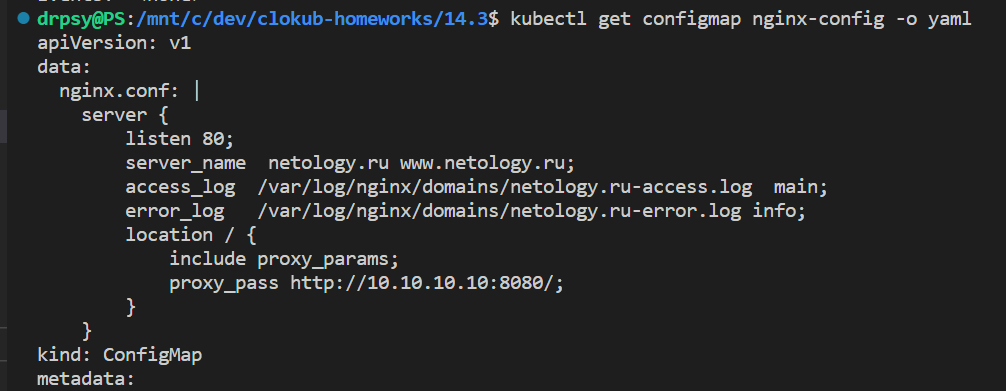 drpsy@PS:/mnt/c/dev/clokub-homeworks/14.3$ kubectl get configmap nginx-config -o yaml
apiVersion: v1
data:
  nginx.conf: |
    server {
        listen 80;
        server_name  netology.ru www.netology.ru;
        access_log  /var/log/nginx/domains/netology.ru-access.log  main;
        error_log   /var/log/nginx/domains/netology.ru-error.log info;
        location / {
            include proxy_params;
            proxy_pass http://10.10.10.10:8080/;
        }
    }
kind: ConfigMap
metadata: